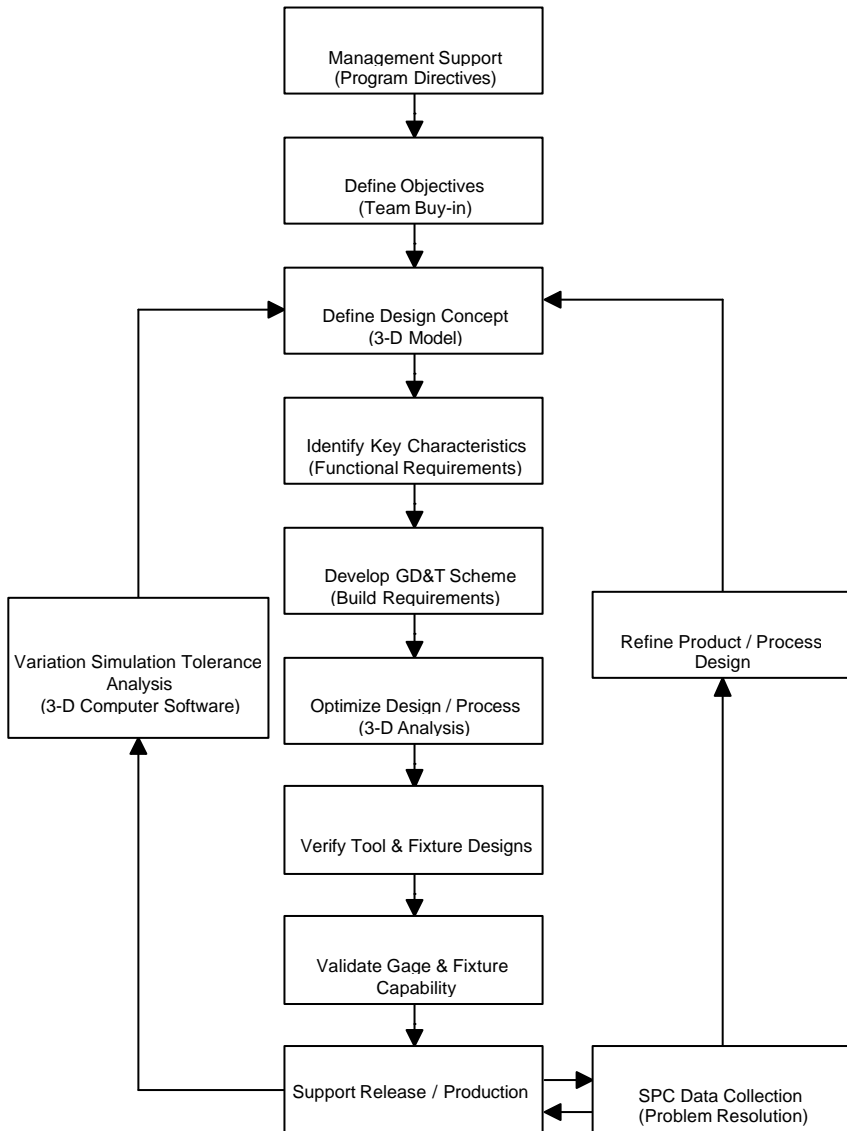 Management Support
(Program Directives)
Define Objectives
(Team Buy-in)
Define Design Concept
(3-D Model)
Identify Key Characteristics
(Functional Requirements)
Develop GD&T Scheme
(Build Requirements)
Variation Simulation Tolerance
Analysis
(3-D Computer Software)
Refine Product / Process
Design
Optimize Design / Process
(3-D Analysis)
Verify Tool & Fixture Designs
Validate Gage & Fixture
Capability
Support Release / Production
SPC Data Collection
(Problem Resolution)